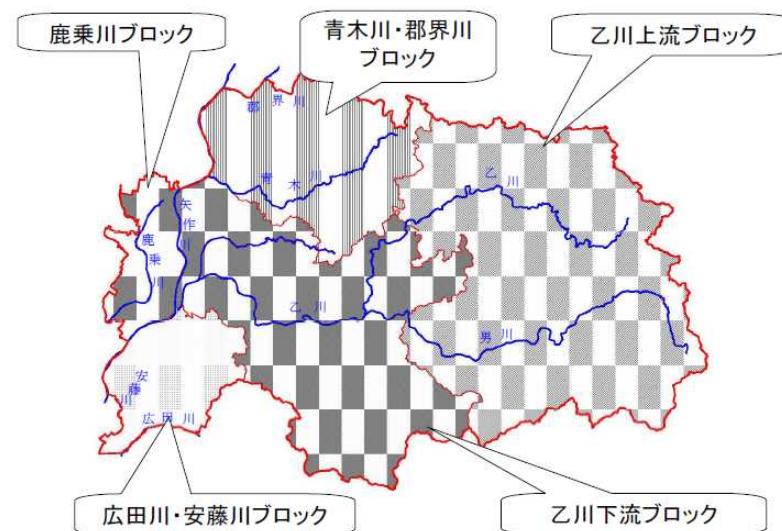 鹿乗川ブロック
青木川・郡界川
ブロック
乙川上流ブロック
郡界川
青木川
乙川
矢作川
鹿乗川
乙川
男川
安藤川
広田川
広田川・安藤川ブロック
乙川下流ブロック